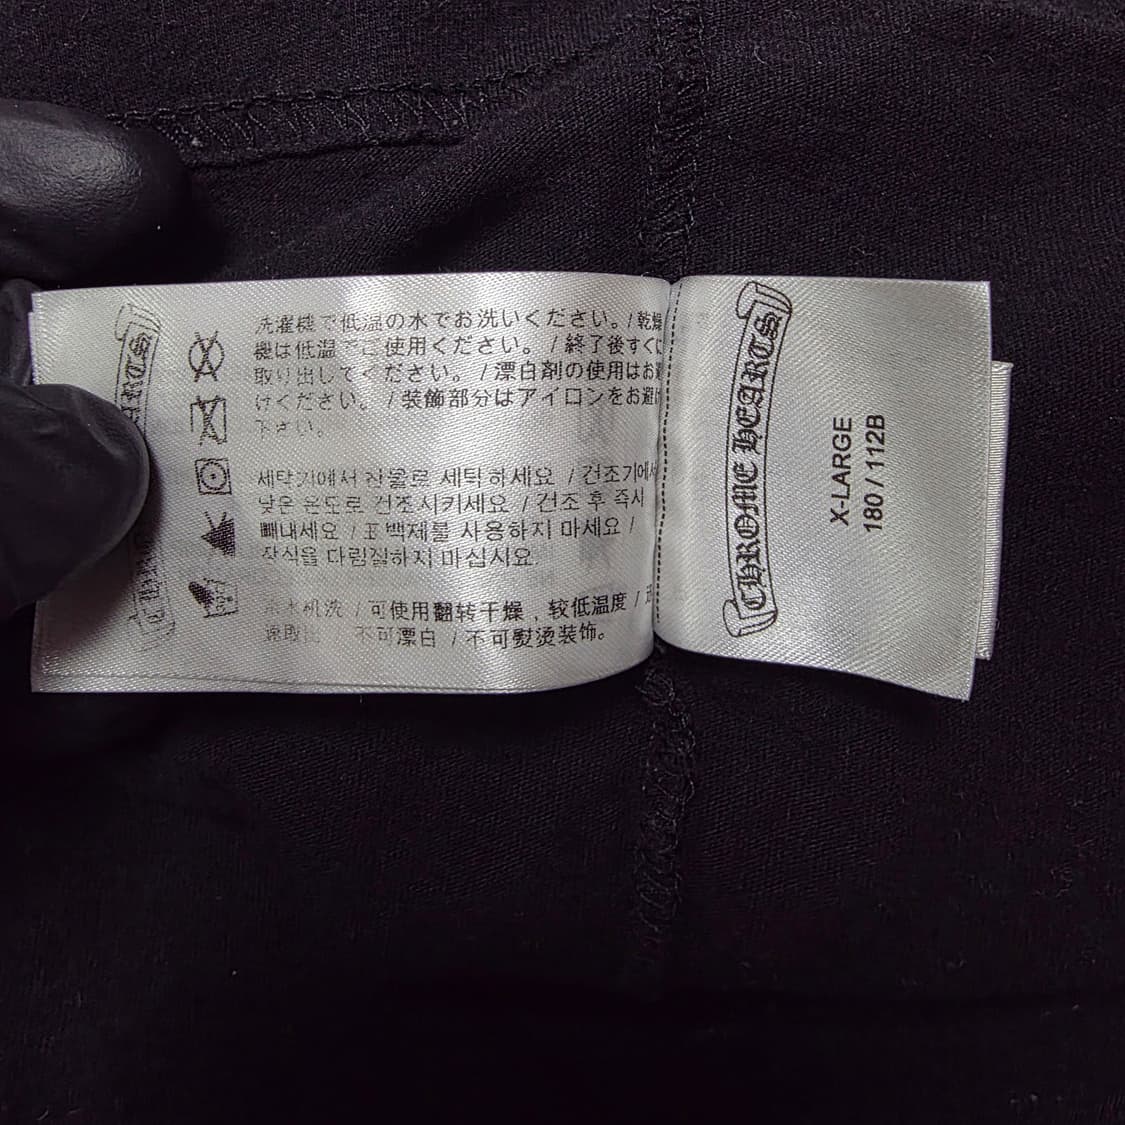 洗濯機で低温の水でお洗いください。/ 乾燥
機は低温でご使用ください。 / 終了後すぐに
取り出してください。 / 漂白剤の使用はお避
けください。/ 装飾部分はアイロンをお避け
下さい。
세탁기에서 찬물로 세탁하세요 / 건조기에서
낮은 온도로 건조시키세요 / 건조 후 즉시
빼내세요 / 표백제를 사용하지 마세요 /
장식을 다림질하지 마십시오.
机洗 / 可使用翻转干燥 , 较低温度 /
不可漂白 / 不可熨烫装饰。
CHROME HEARTS
X-LARGE
180 / 112B